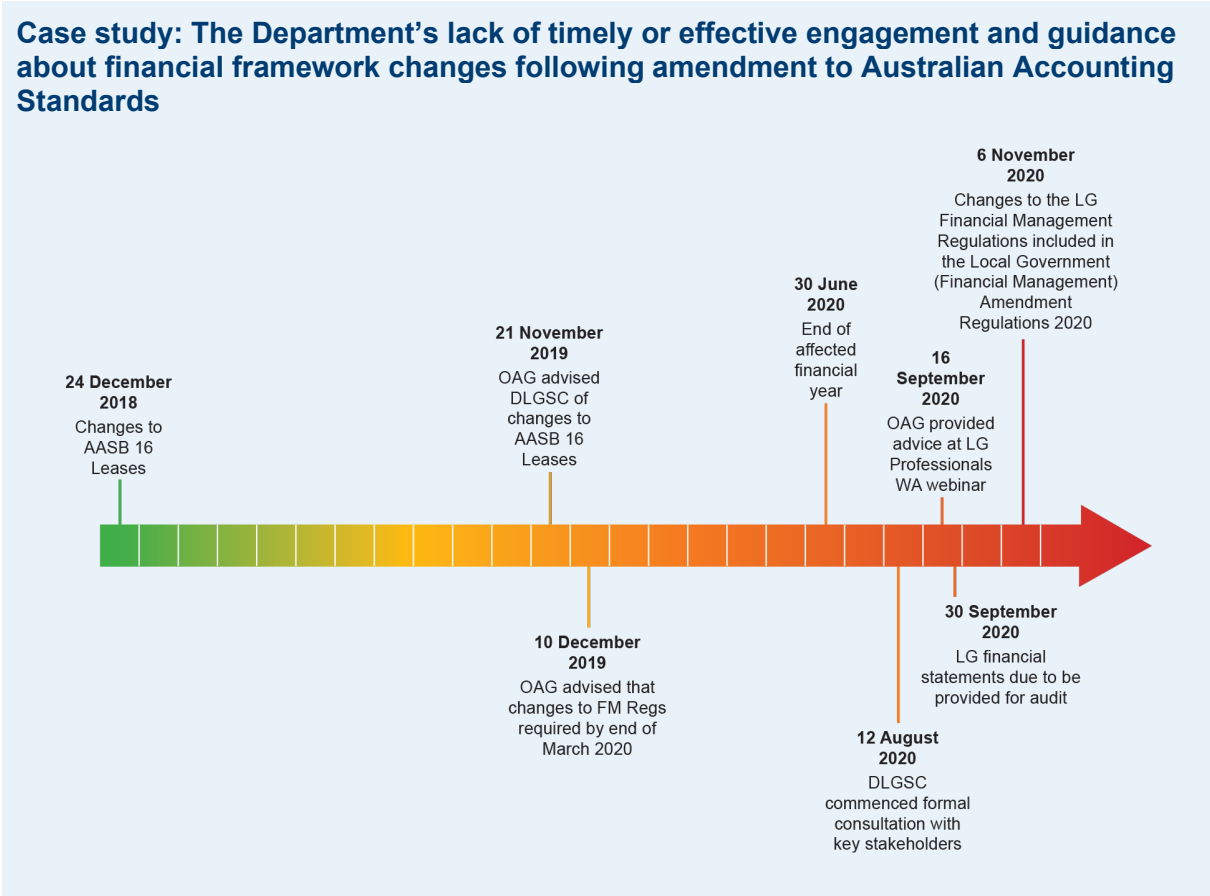 Case study: The Department’s lack of timely or effective engagement and guidance
about financial framework changes following amendment to Australian Accounting
Standards
24 December
2018
Changes to
AASB 16
Leases
21 November
2019
OAG advised
DLGSC of
changes to
AASB 16
Leases
10 December
2019
OAG advised that
changes to FM Regs
required by end of
March 2020
30 June
2020
End of
affected
financial
year
12 August
2020
DLGSC
commenced formal
consultation with
key stakeholders
16
September
2020
OAG provided
advice at LG
Professionals
WA webinar
30 September
2020
LG financial
statements due to be
provided for audit
6 November
2020
Changes to the LG
Financial Management
Regulations included in
the Local Government
(Financial Management)
Amendment
Regulations 2020